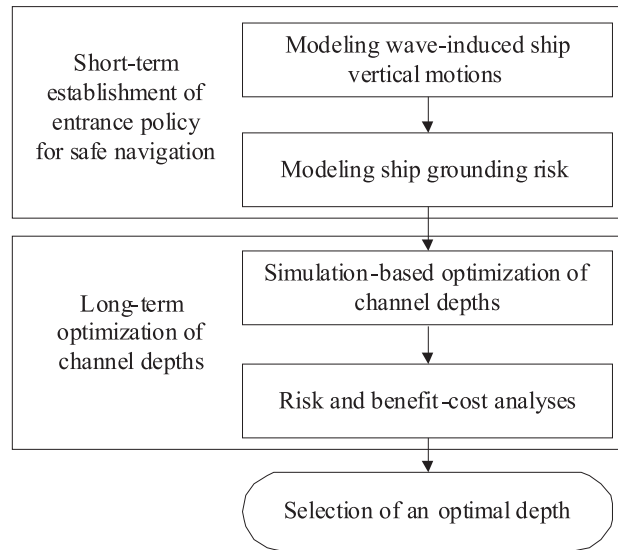 Short-term
establishment of
entrance policy
for safe navigation
Modeling wave-induced ship
vertical motions
Modeling ship grounding risk
Long-term
optimization of
channel depths
Simulation-based optimization of
channel depths
Risk and benefit-cost analyses
Selection of an optimal depth